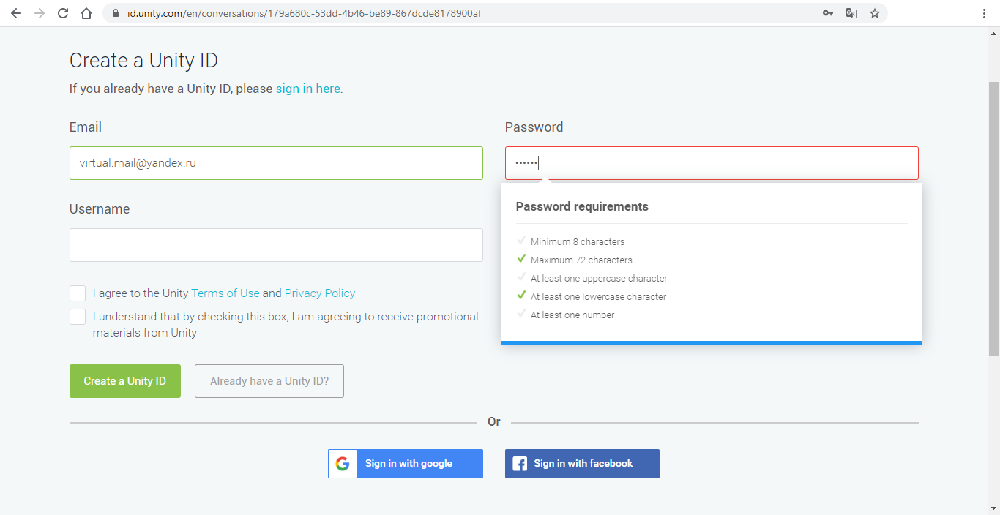 id.unity.com/en/conversations/179a680c-53dd-4b46-be89-867dcde8178900af
Create a Unity ID
If you already have a Unity ID, please sign in here.
Email
virtual.mail@yandex.ru
Password
••••••
Password requirements
Minimum 8 characters
Maximum 72 characters
At least one uppercase character
At least one lowercase character
At least one number
Username
I agree to the Unity Terms of Use and Privacy Policy
I understand that by checking this box, I am agreeing to receive promotional
materials from Unity
Create a Unity ID
Already have a Unity ID?
Or
Sign in with google
Sign in with facebook